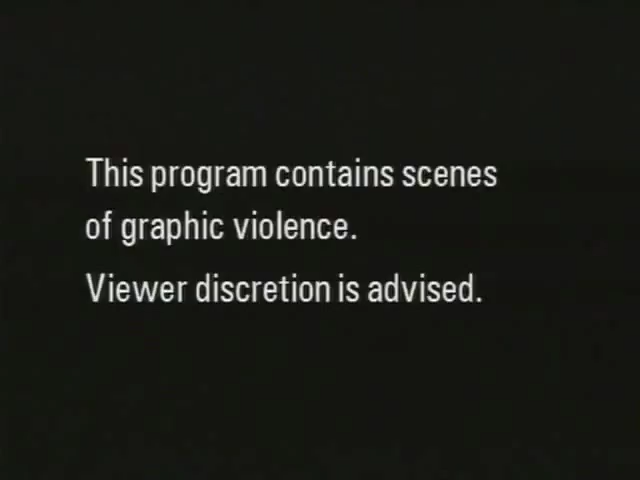 This program contains scenes
of graphic violence.
Viewer discretion is advised.